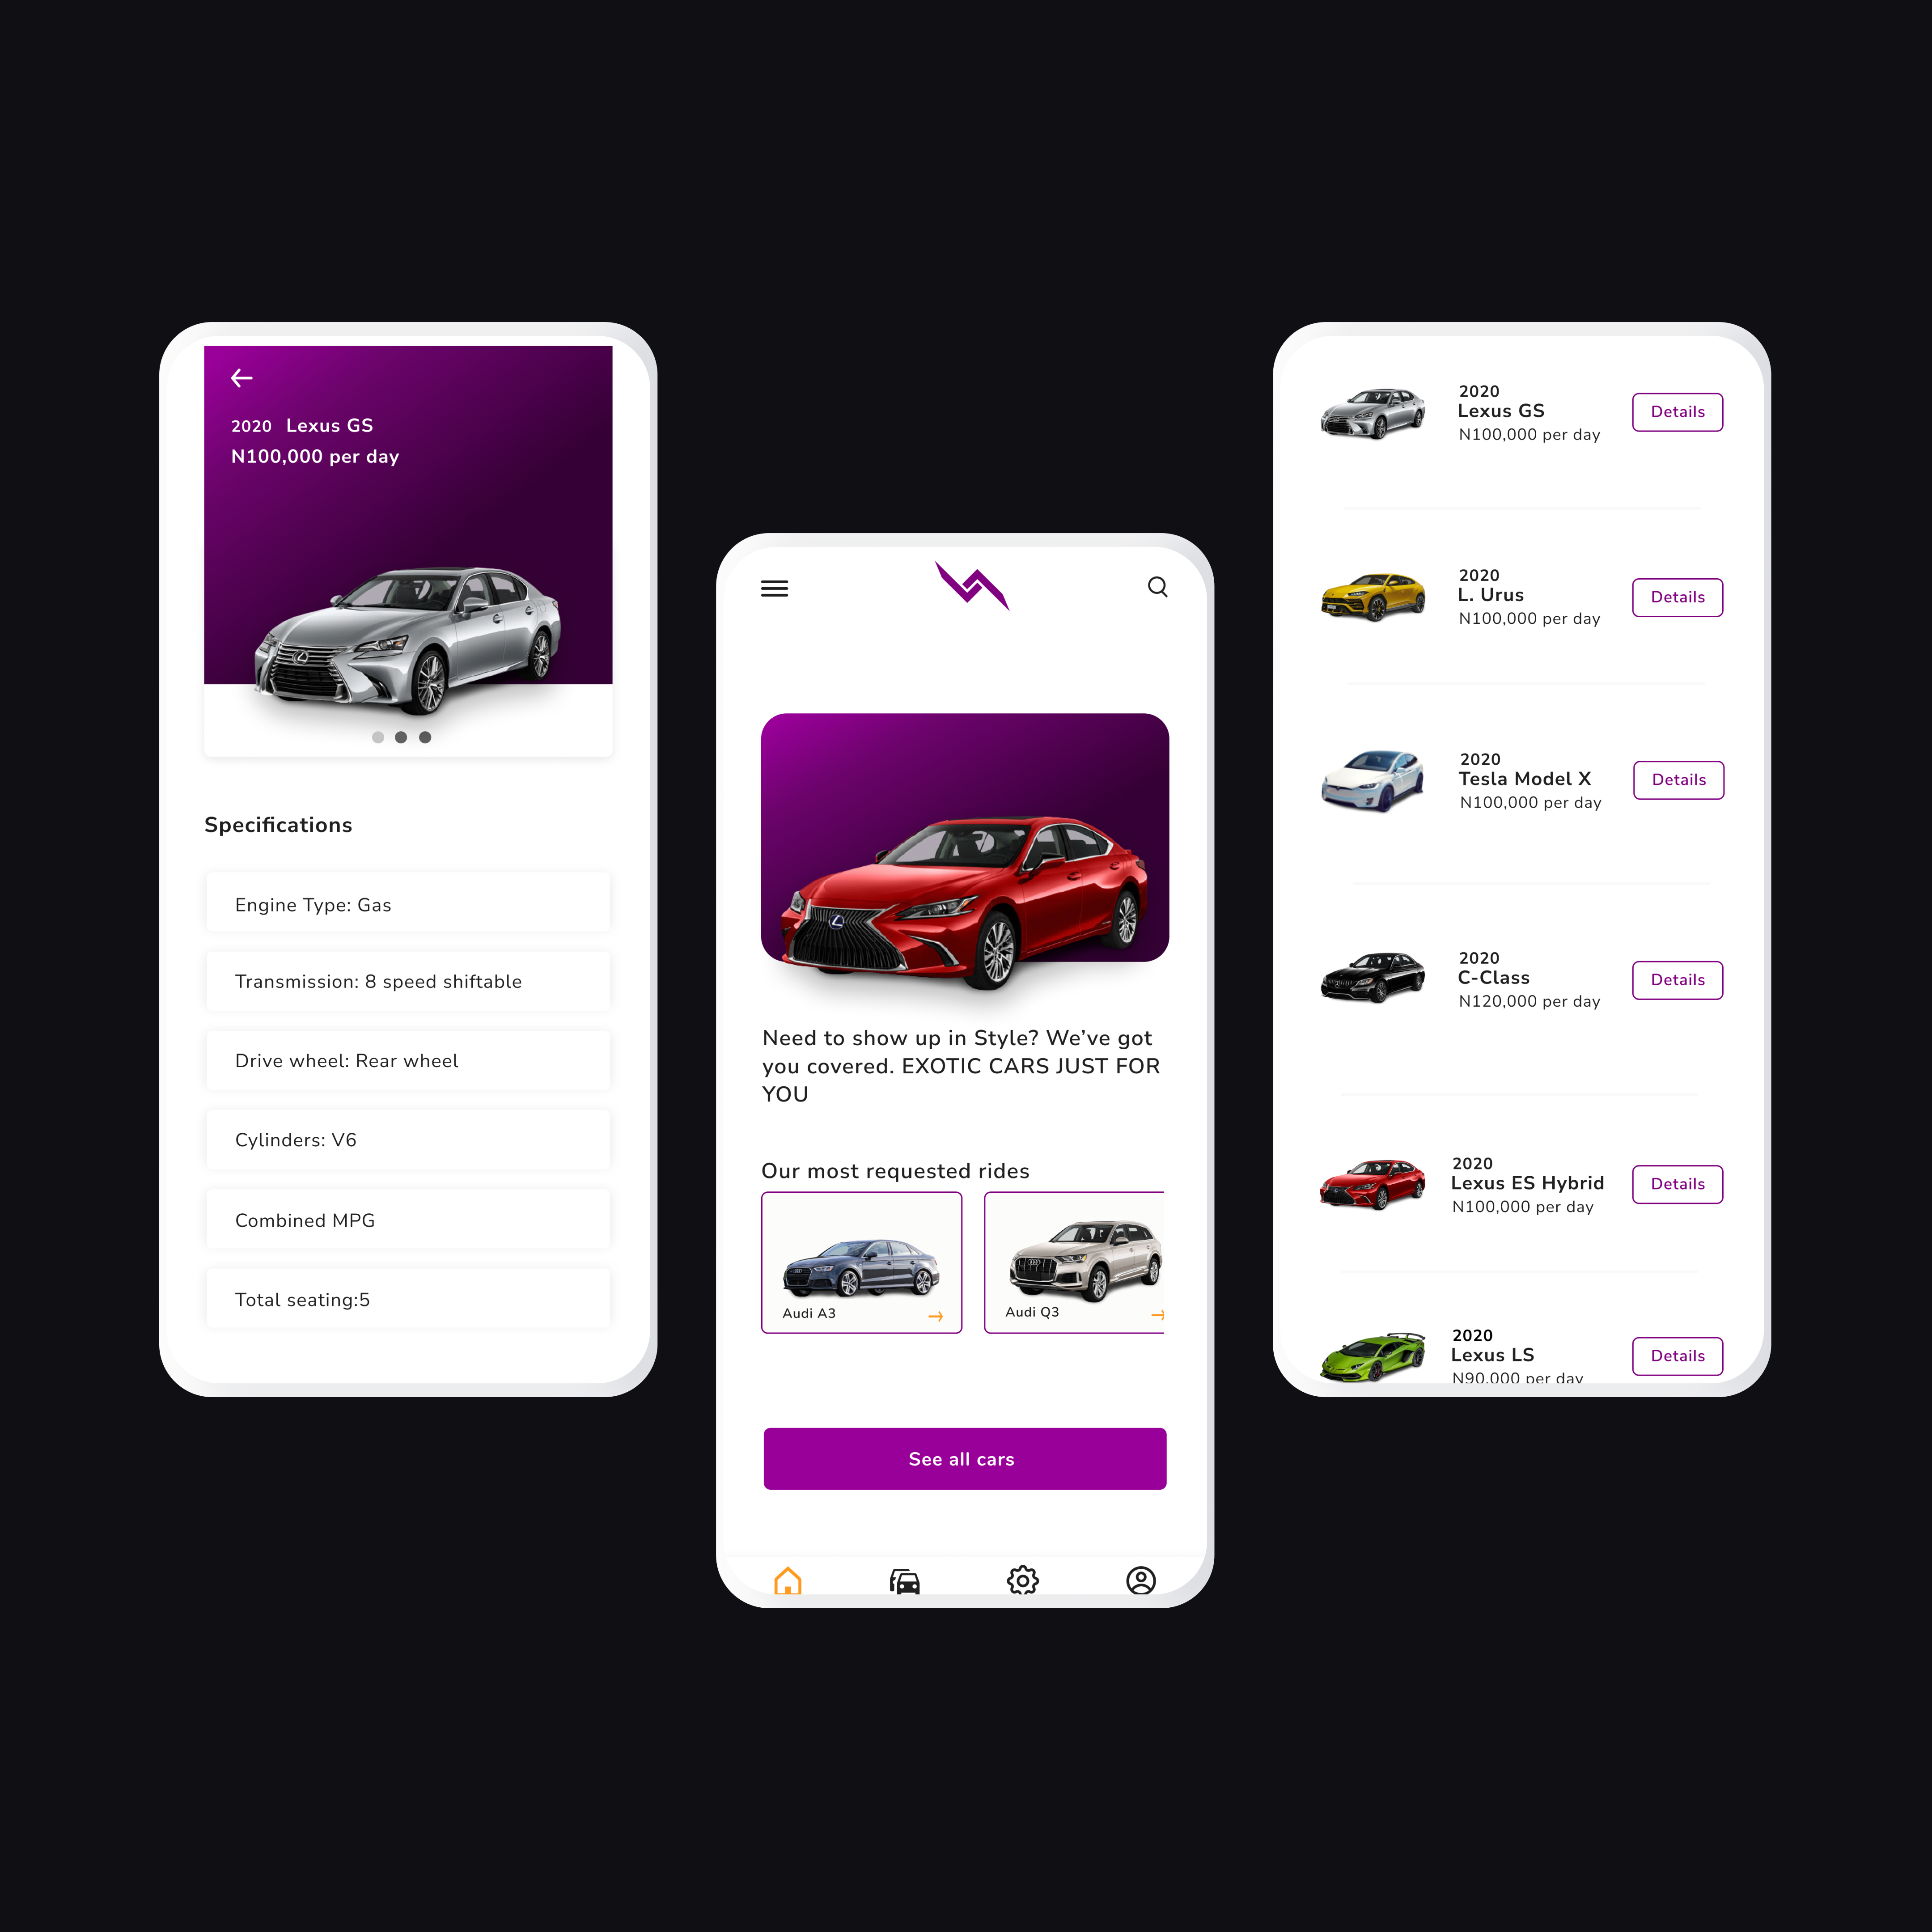 2020 Lexus GS
N100,000 per day
Specifications
Engine Type: Gas
Transmission: 8 speed shiftable
Drive wheel: Rear wheel
Cylinders: V6
Combined MPG
Total seating:5
Need to show up in Style? We’ve got
you covered. EXOTIC CARS JUST FOR
YOU
Our most requested rides
Audi A3
Audi Q3
See all cars
2020
Lexus GS
N100,000 per day
Details
2020
L. Urus
N100,000 per day
Details
2020
Tesla Model X
N100,000 per day
Details
2020
C-Class
N120,000 per day
Details
2020
Lexus ES Hybrid
N100,000 per day
Details
2020
Lexus LS
N90,000 per day
Details